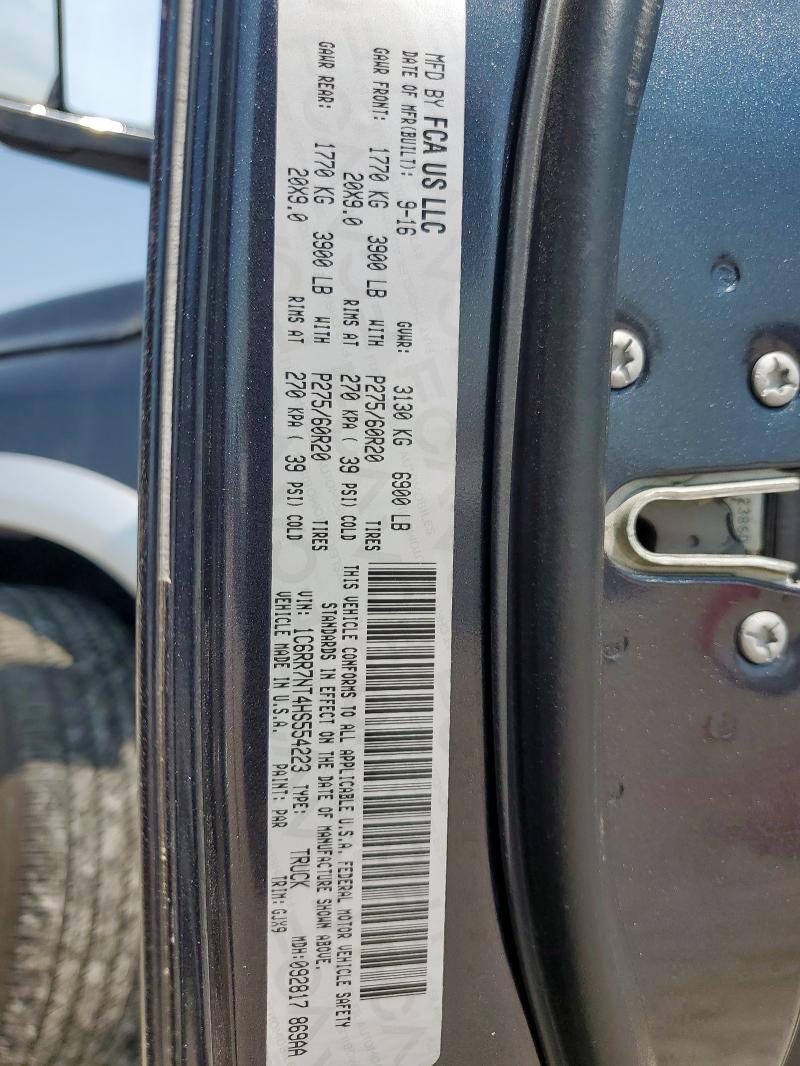 MFD BY FCA US LLC
DATE OF MFR(BUILT): 9-16 GVWR: 3130 KG 6900 LB
GAWR FRONT: 1770 KG 3900 LB WITH P275/60R20 TIRES
20X9.0 RIMS AT 270 KPA ( 39 PSI) COLD
GAWR REAR: 1770 KG 3900 LB WITH P275/60R20 TIRES
20X9.0 RIMS AT 270 KPA ( 39 PSI) COLD
THIS VEHICLE CONFORMS TO ALL APPLICABLE U.S.A. FEDERAL MOTOR VEHICLE SAFETY
STANDARDS IN EFFECT ON THE DATE OF MANUFACTURE SHOWN ABOVE.
VIN: 1C6RR7NT4HS554223 TYPE: TRUCK MDH:092817 869AA
VEHICLE MADE IN U.S.A. PAINT: PAR TRIM: GJX9